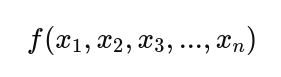 f(x₁, x₂, x₃, ..., xₙ)